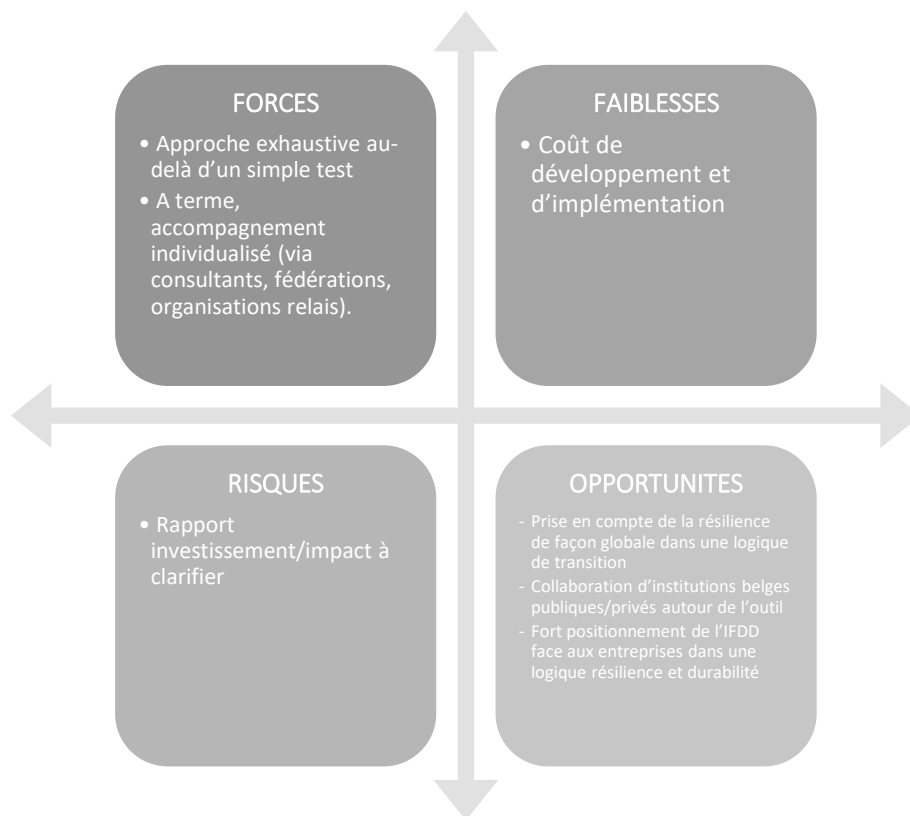 FORCES
• Approche exhaustive au-
delà d’un simple test
• A terme,
accompagnement
individualisé (via
consultants, fédérations,
organisations relais).
FAIBLESSES
• Coût de
développement et
d’implémentation
RISQUES
• Rapport
investissement/impact à
clarifier
OPPORTUNITES
- Prise en compte de la résilience
de façon globale dans une logique
de transition
- Collaboration d’institutions belges
publiques/privés autour de l’outil
- Fort positionnement de l’IFDD
face aux entreprises dans une
logique résilience et durabilité